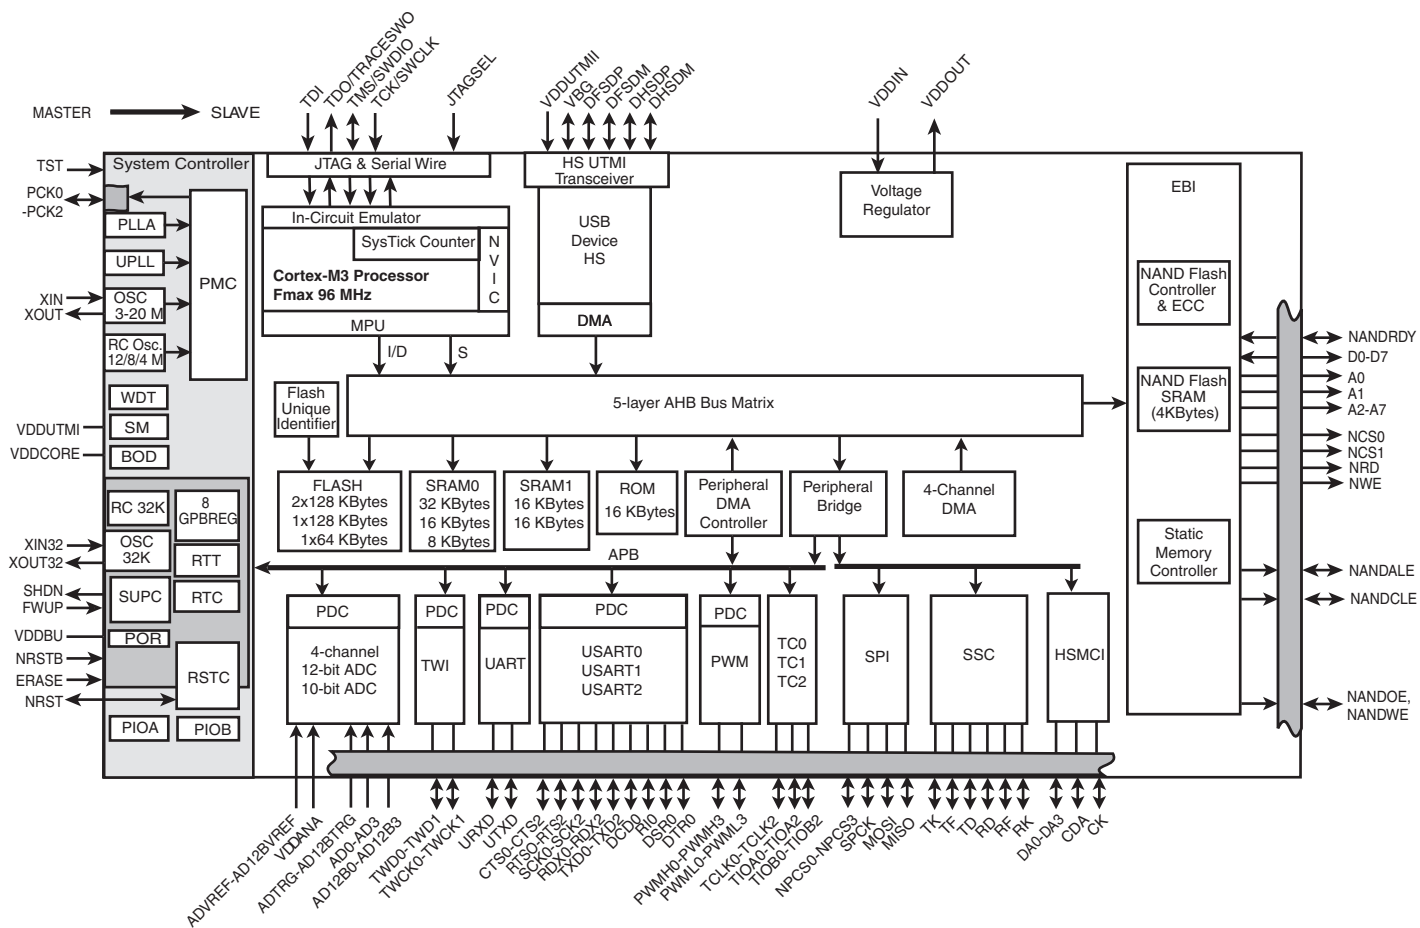 MASTER
SLAVE
TDI
TDO/TRACESWO
TMS/SWDIO
TCK/SWCLK
JTAGSEL
VDDUTMII
VBG
DFSDP
DFSDM
DHSDP
DHSDM
VDDIN
VDDOUT
TST
PCK0
-PCK2
XIN
XOUT
VDDUTMI
VDDCORE
XIN32
XOUT32
SHDN
FWUP
VDDBU
NRSTB
ERASE
NRST
System Controller
PLLA
UPLL
OSC
3-20 M
RC Osc.
12/8/4 M
PMC
WDT
SM
BOD
RC 32K
8
GPBREG
OSC
32K
RTT
SUPC
RTC
POR
RSTC
PIOA
PIOB
JTAG & Serial Wire
In-Circuit Emulator
SysTick Counter
N
V
I
C
Cortex-M3 Processor
Fmax 96 MHz
MPU
I/D
S
HS UTMI
Transceiver
USB
Device
HS
DMA
Voltage
Regulator
Flash
Unique
Identifier
5-layer AHB Bus Matrix
FLASH
2x128 KBytes
1x128 KBytes
1x64 KBytes
SRAM0
32 KBytes
16 KBytes
8 KBytes
SRAM1
16 KBytes
16 KBytes
ROM
16 KBytes
Peripheral
DMA
Controller
Peripheral
Bridge
4-Channel
DMA
APB
PDC
4-channel
12-bit ADC
10-bit ADC
PDC
TWI
PDC
UART
PDC
USART0
USART1
USART2
PDC
PWM
TC0
TC1
TC2
SPI
SSC
HSMCI
EBI
NAND Flash
Controller
& ECC
NAND Flash
SRAM
(4KBytes)
Static
Memory
Controller
NANDRDY
D0-D7
A0
A1
A2-A7
NCS0
NCS1
NRD
NWE
NANDALE
NANDCLE
NANDOE,
NANDWE
ADVREF-AD12BVREF
VDDANA
ADTRG-AD12BTRG
AD0-AD3
AD12B0-AD12B3
TWD0-TWD1
TWCK0-TWCK1
URXD
UTXD
CTS0-CTS2
RTS0-RTS2
SCK0-SCK2
RDX0-RDX2
TXD0-TXD2
DCD0
RI0
DSR0
DTR0
PWMH0-PWMH3
PWML0-PWML3
TCLK0-TCLK2
TIOA0-TIOA2
TIOB0-TIOB2
NPCS0-NPCS3
SPCK
MOSI
MISO
TK
TF
TD
RD
RF
RK
DA0-DA3
CDA
CK